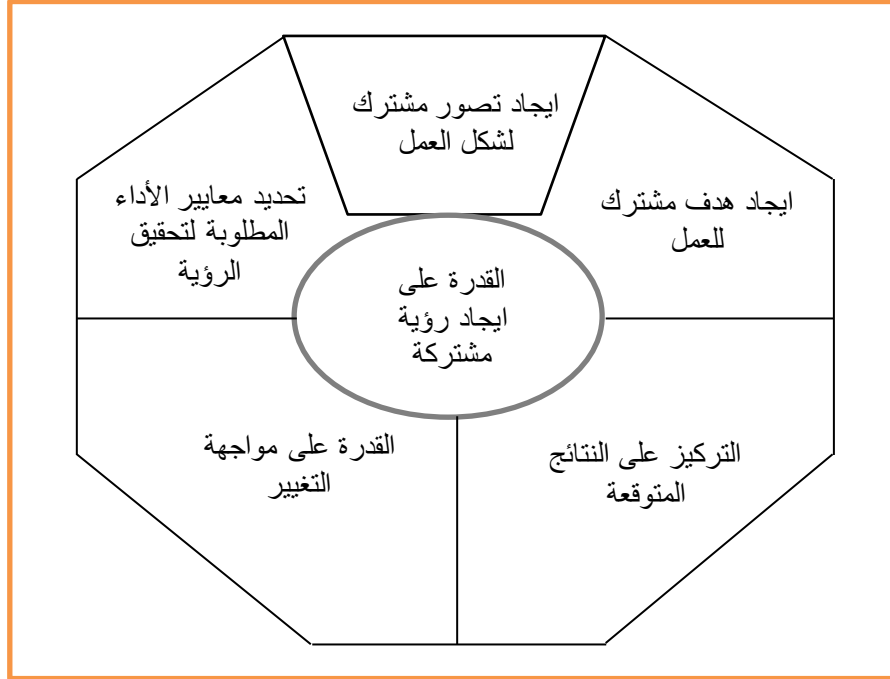 ايجاد تصور مشترك
لشكل العمل
ايجاد هدف مشترك
للعمل
تحديد معايير الأداء
المطلوبة لتحقيق
الرؤية
القدرة على
ايجاد رؤية
مشتركة
التركيز على النتائج
المتوقعة
القدرة على مواجهة
التغيير